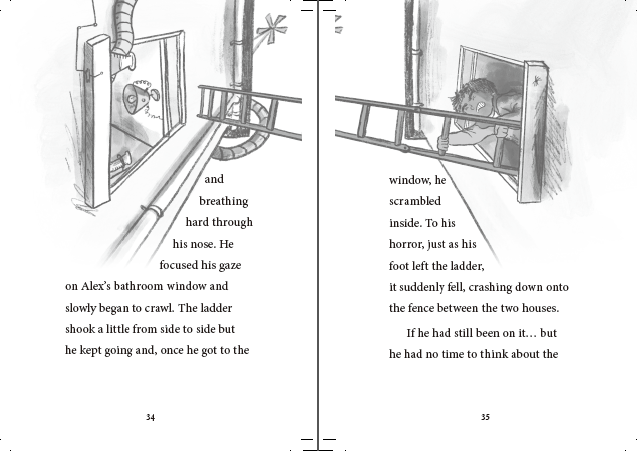 and
breathing
hard through
his nose. He
focused his gaze
on Alex’s bathroom window and
slowly began to crawl. The ladder
shook a little from side to side but
he kept going and, once he got to the
34
window, he
scrambled
inside. To his
horror, just as his
foot left the ladder,
it suddenly fell, crashing down onto
the fence between the two houses.
If he had still been on it… but
he had no time to think about the
35